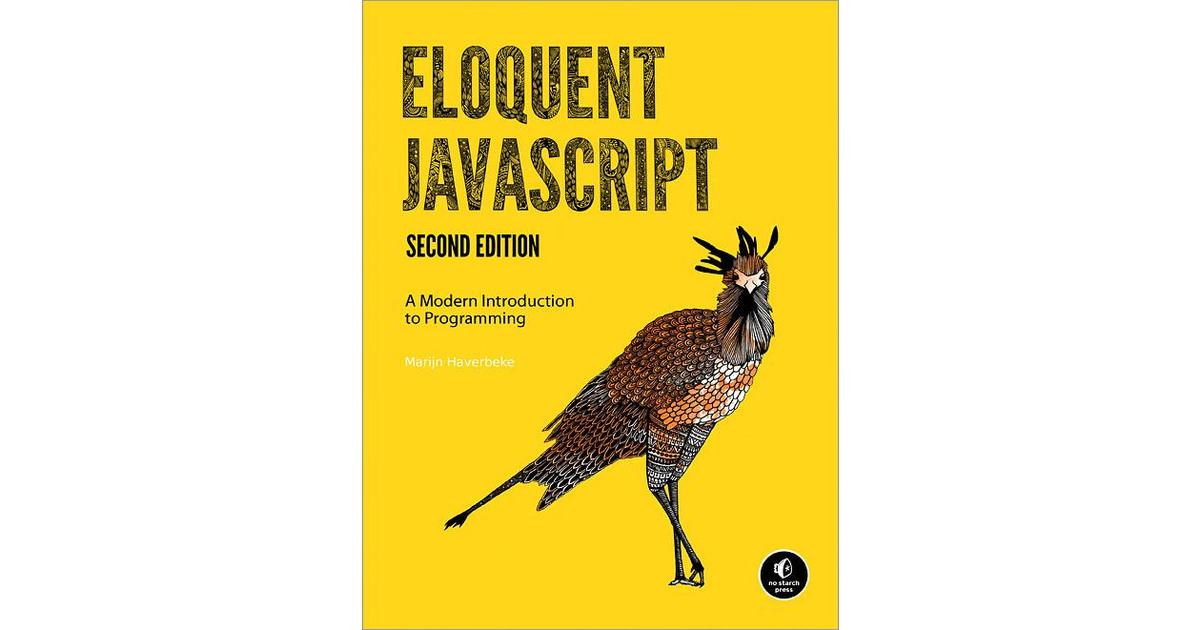 ELOQUENT
JAVASCRIPT
SECOND EDITION
A Modern Introduction
to Programming
Marijn Haverbeke
no starch
press